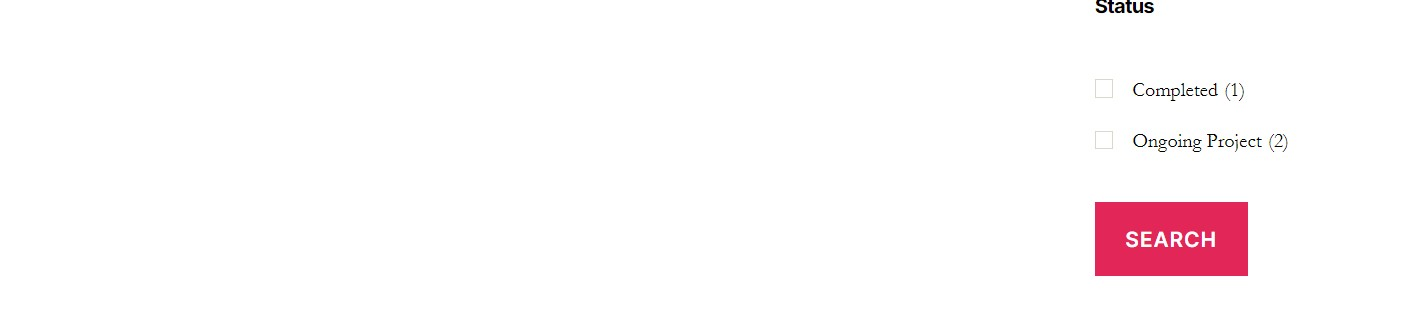 Status
Completed (1)
Ongoing Project (2)
SEARCH